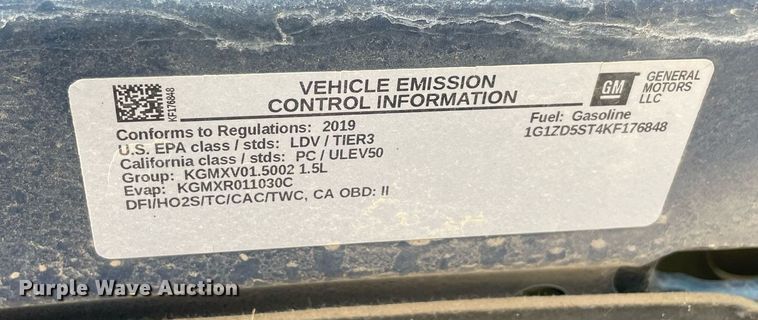 KF176848
VEHICLE EMISSION
CONTROL INFORMATION
GM
GENERAL
MOTORS
LLC
Fuel: Gasoline
1G1ZD5ST4KF176848
Conforms to Regulations: 2019
U.S. EPA class / stds: LDV / TIER3
California class / stds: PC / ULEV50
Group: KGMXV01.5002 1.5L
Evap: KGMXR011030C
DFI/HO2S/TC/CAC/TWC, CA OBD: II
Purple Wave Auction